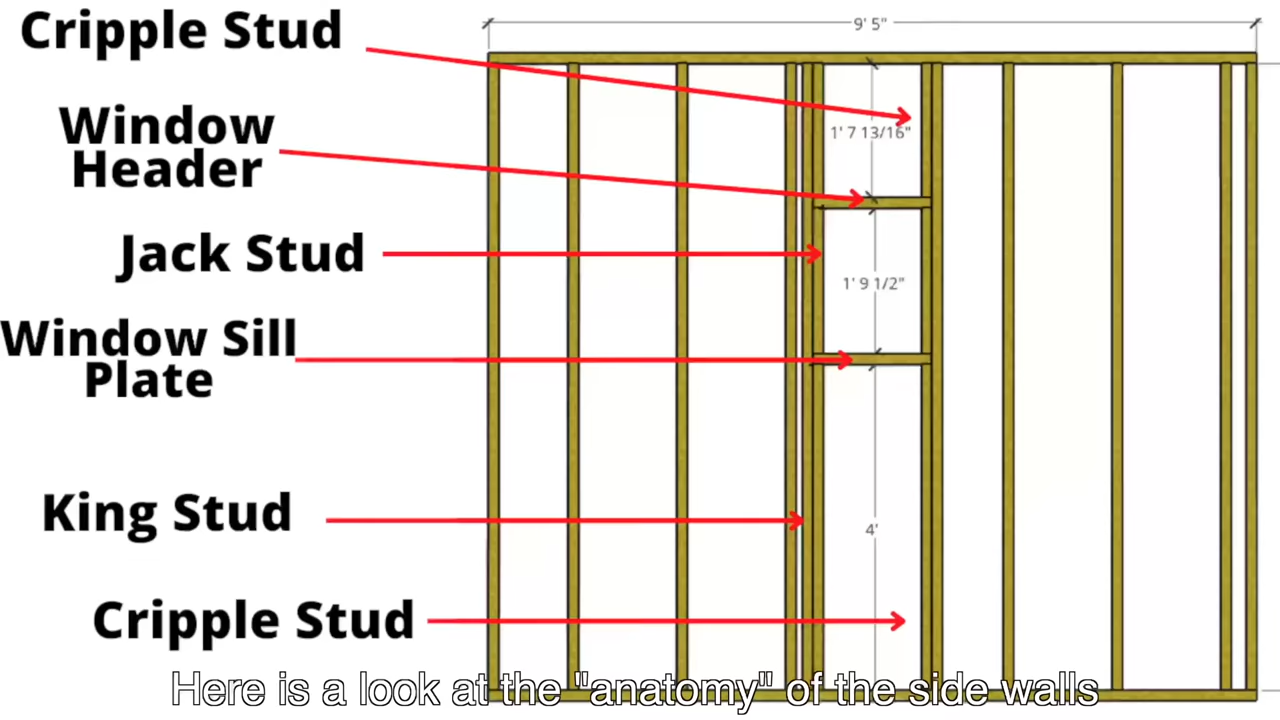 9' 5"
Cripple Stud
Window
Header
1' 7 13/16"
Jack Stud
1' 9 1/2"
Window Sill
Plate
King Stud
4'
Cripple Stud
Here is a look at the "anatomy" of the side walls